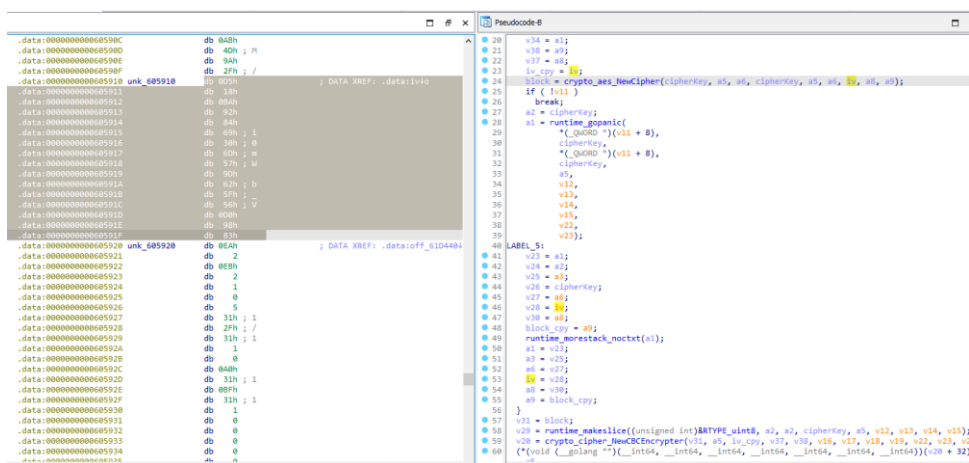 Pseudocode-B
.data:000000000060590C db 0ABh
.data:000000000060590D db 4Dh ; M
.data:000000000060590E db 9Ah
.data:000000000060590F db 2Fh ; /
.data:0000000000605910 unk_605910 db 0D5h ; DATA XREF: .data:iv↓o
.data:0000000000605911 db 18h
.data:0000000000605912 db 0BAh
.data:0000000000605913 db 92h
.data:0000000000605914 db 84h
.data:0000000000605915 db 69h ; i
.data:0000000000605916 db 30h ; 0
.data:0000000000605917 db 6Dh ; m
.data:0000000000605918 db 57h ; W
.data:0000000000605919 db 9Dh
.data:000000000060591A db 62h ; b
.data:000000000060591B db 5Fh ; _
.data:000000000060591C db 56h ; V
.data:000000000060591D db 0D0h
.data:000000000060591E db 98h
.data:000000000060591F db 83h
.data:0000000000605920 unk_605920 db 0EAh ; DATA XREF: .data:off_61D440↓
.data:0000000000605921 db 2
.data:0000000000605922 db 0EBh
.data:0000000000605923 db 2
.data:0000000000605924 db 1
.data:0000000000605925 db 0
.data:0000000000605926 db 5
.data:0000000000605927 db 31h ; 1
.data:0000000000605928 db 2Fh ; /
.data:0000000000605929 db 31h ; 1
.data:000000000060592A db 1
.data:000000000060592B db 0
.data:000000000060592C db 0A0h
.data:000000000060592D db 31h ; 1
.data:000000000060592E db 0BFh
.data:000000000060592F db 31h ; 1
.data:0000000000605930 db 1
.data:0000000000605931 db 0
.data:0000000000605932 db 0
.data:0000000000605933 db 0
.data:0000000000605934 db 0
20 v34 = a1;
21 v38 = a9;
22 v37 = a8;
23 iv_cpy = iv;
24 block = crypto_aes_NewCipher(cipherKey, a5, a6, cipherKey, a5, a6, iv, a8, a9);
25 if ( !v11 )
26 break;
27 a2 = cipherKey;
28 a1 = runtime_gopanic(
29 *(_QWORD *)(v11 + 8),
30 cipherKey,
31 *(_QWORD *)(v11 + 8),
32 cipherKey,
33 a5,
34 v12,
35 v13,
36 v14,
37 v15,
38 v22,
39 v23);
40 LABEL_5:
41 v23 = a1;
42 v24 = a2;
43 v25 = a3;
44 v26 = cipherKey;
45 v27 = a6;
46 v28 = iv;
47 v30 = a8;
48 block_cpy = a9;
49 runtime_morestack_noctxt(a1);
50 a1 = v23;
51 a3 = v25;
52 a6 = v27;
53 iv = v28;
54 a8 = v30;
55 a9 = block_cpy;
56 }
57 v31 = block;
58 v29 = runtime_makeslice((unsigned int)&RTYPE_uint8, a2, a2, cipherKey, a5, v12, v13, v14, v15);
59 v20 = crypto_cipher_NewCBCEncrypter(v31, a5, iv_cpy, v37, v38, v16, v17, v18, v19, v22, v23, v2
60 (*(void (__golang **)(__int64, __int64, __int64, __int64, __int64, __int64))(v20 + 32)